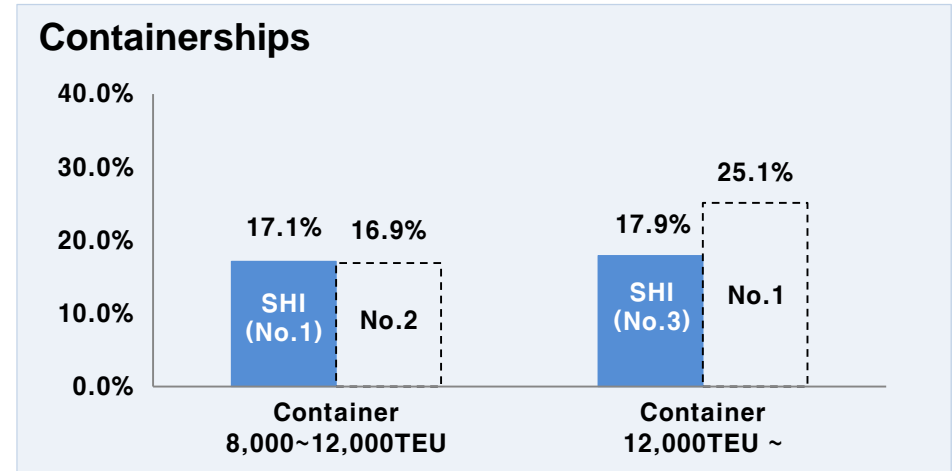 Containerships
40.0%
30.0%
20.0%
10.0%
0.0%
17.1% 16.9%
17.9%
25.1%
SHI
(No.1)
No.2
SHI
(No.3)
No.1
Container
8,000~12,000TEU
Container
12,000TEU ~